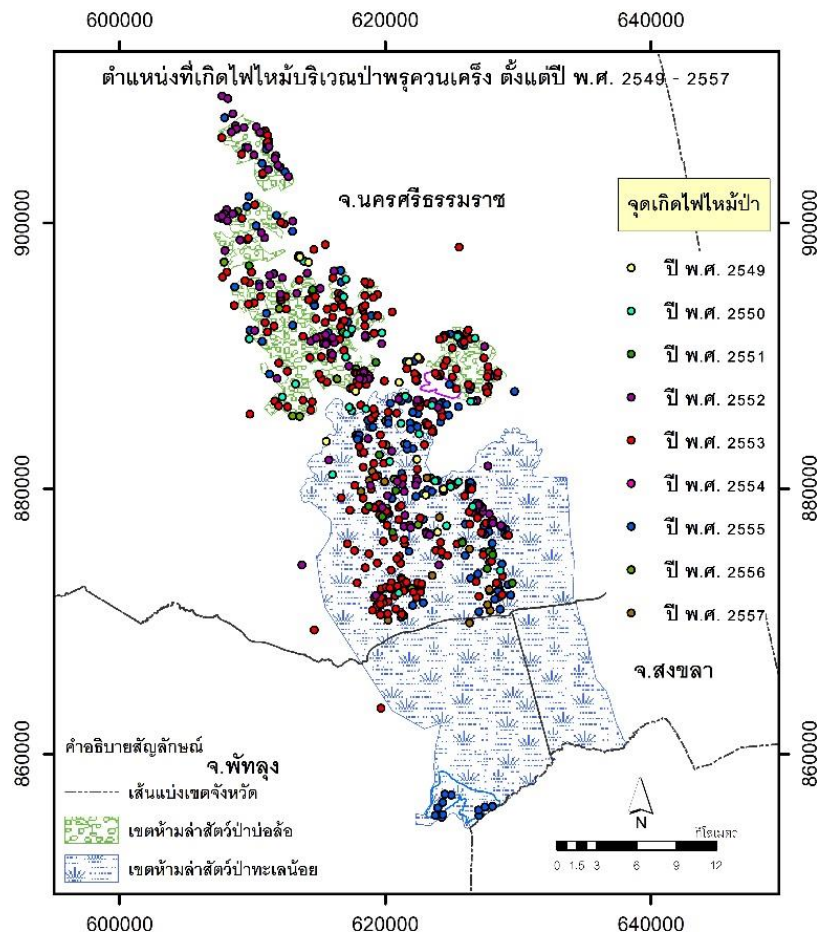 600000 620000 640000
ตำแหน่งที่เกิดไฟไหม้บริเวณป่าพรุควนเคร็ง ตั้งแต่ปี พ.ศ. 2549 - 2557
จ.นครศรีธรรมราช
จุดเกิดไฟไหม้ป่า
ปี พ.ศ. 2549
ปี พ.ศ. 2550
ปี พ.ศ. 2551
ปี พ.ศ. 2552
ปี พ.ศ. 2553
ปี พ.ศ. 2554
ปี พ.ศ. 2555
ปี พ.ศ. 2556
ปี พ.ศ. 2557
900000 900000
880000 880000
860000 860000
จ.สงขลา
จ.พัทลุง
คำอธิบายสัญลักษณ์
เส้นแบ่งเขตจังหวัด
เขตห้ามล่าสัตว์ป่าบ่อล้อ
เขตห้ามล่าสัตว์ป่าทะเลน้อย
N
กิโลเมตร
0 1.5 3 6 9 12
600000 620000 640000